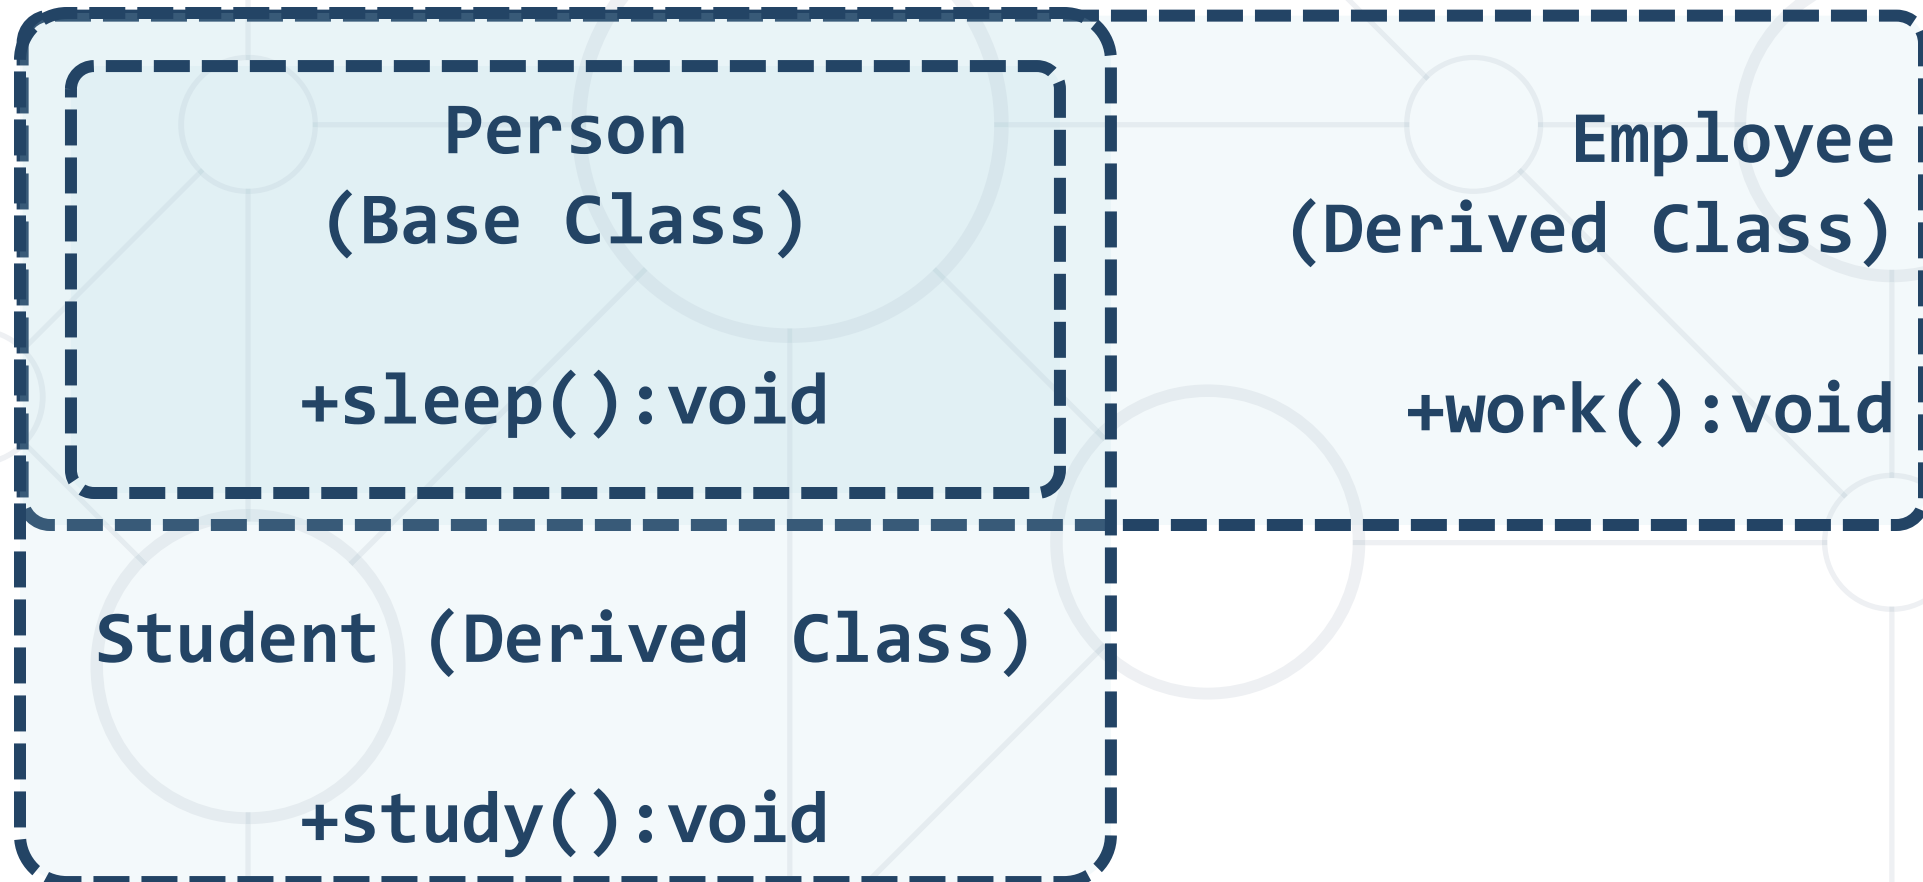 Person
(Base Class)
+sleep():void
Employee
(Derived Class)
+work():void
Student (Derived Class)
+study():void